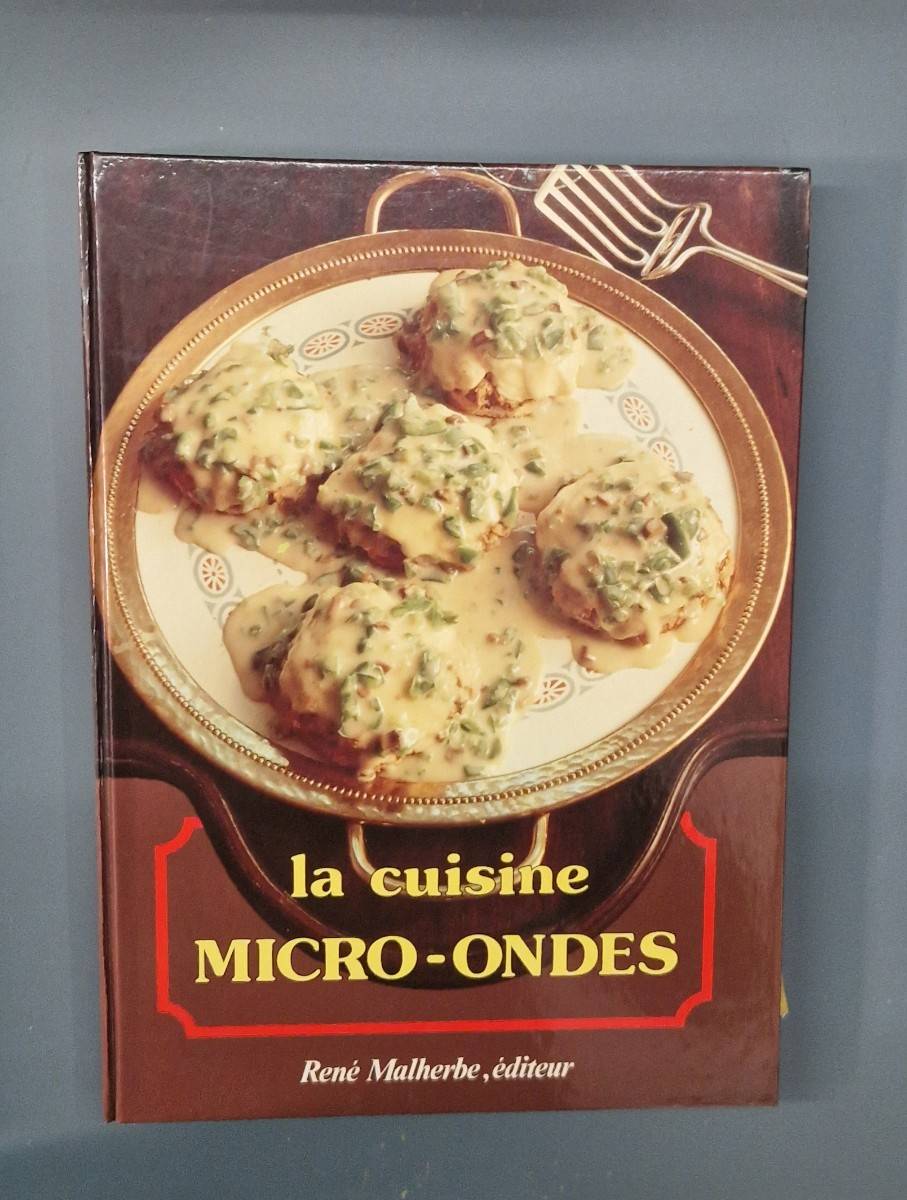 la cuisine
MICRO-ONDES
René Malherbe, éditeur